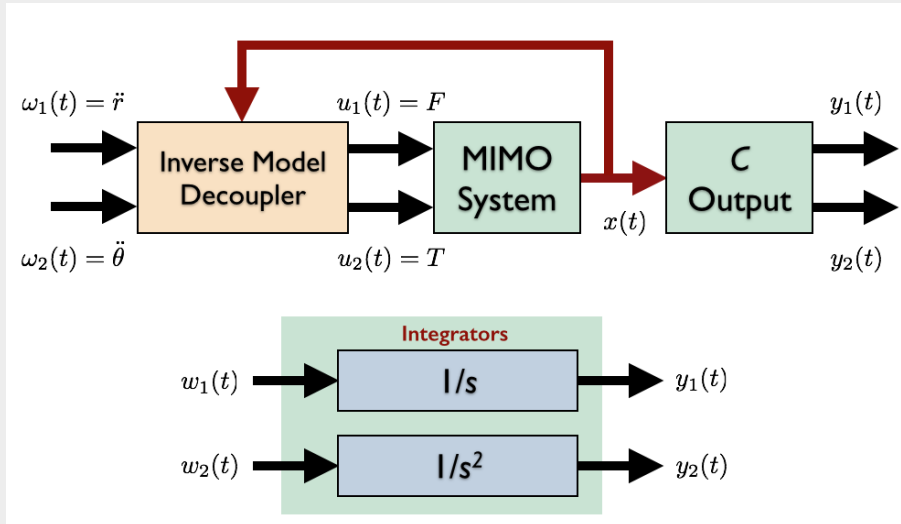 ω₁(t) = r̈
u₁(t) = F
y₁(t)
Inverse Model
Decoupler
MIMO
System
C
Output
x(t)
ω₂(t) = θ̈
u₂(t) = T
y₂(t)
Integrators
w₁(t)
1/s
y₁(t)
w₂(t)
1/s²
y₂(t)